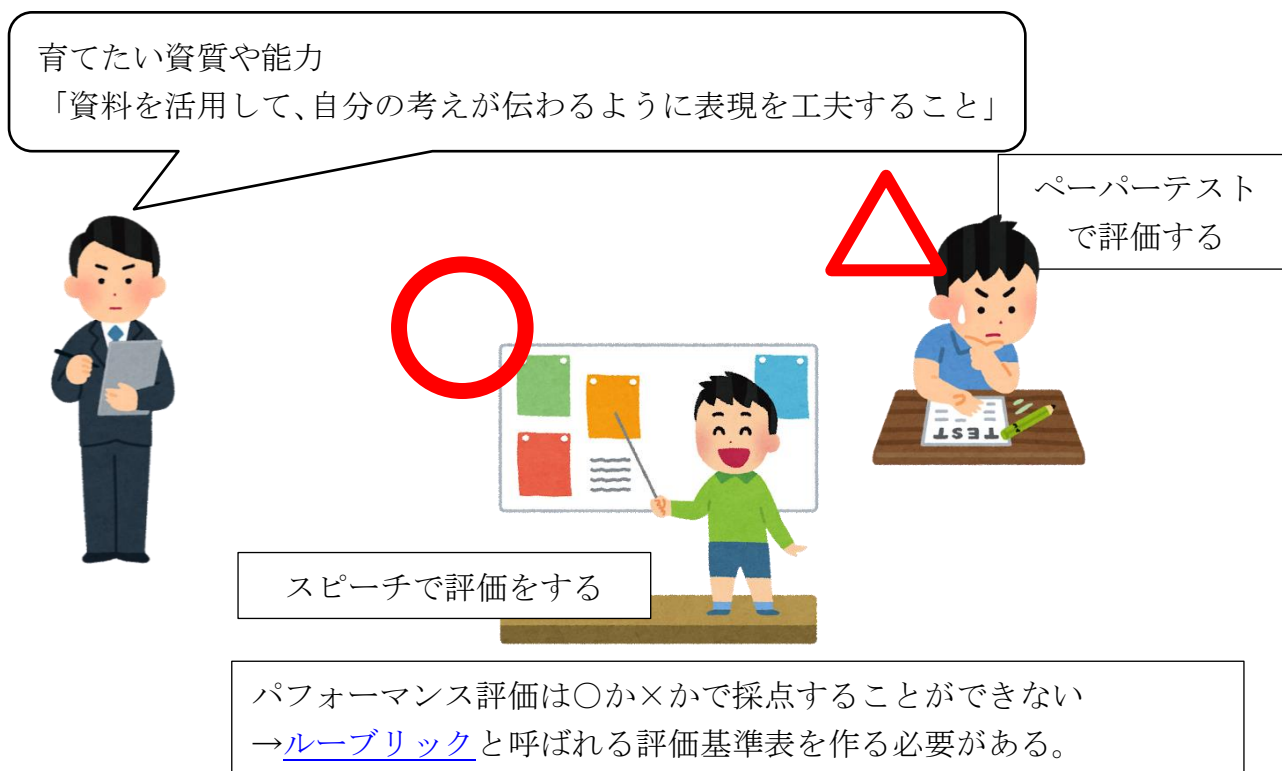 育てたい資質や能力
「資料を活用して、自分の考えが伝わるように表現を工夫すること」
ペーパーテスト
で評価する
TEST
スピーチで評価をする
パフォーマンス評価は〇か×かで採点することができない
→ルーブリックと呼ばれる評価基準表を作る必要がある。